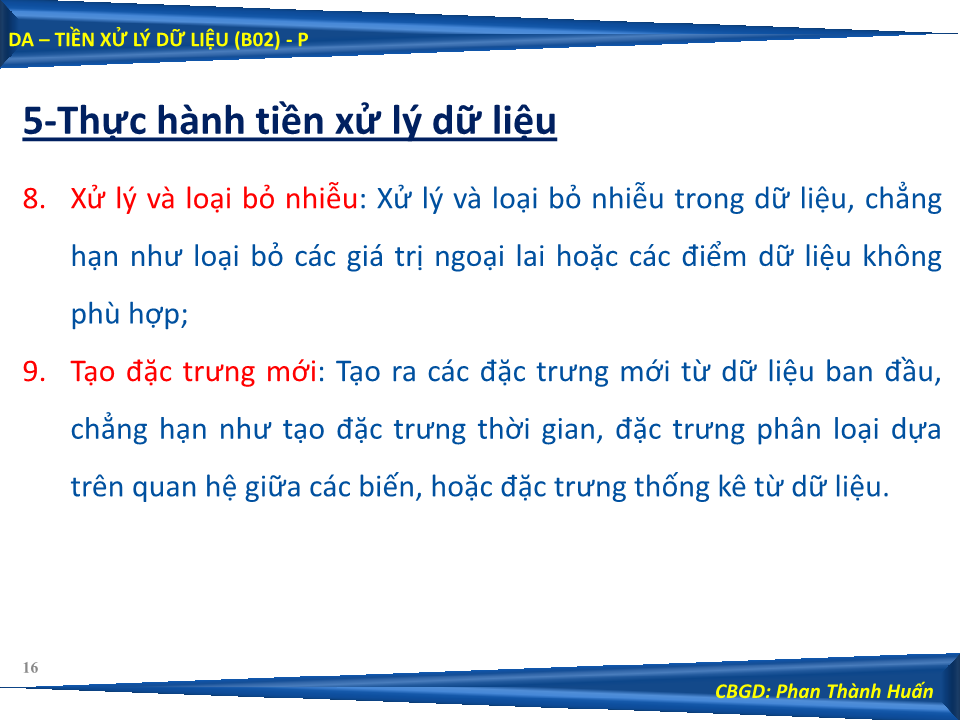 DA – TIỀN XỬ LÝ DỮ LIỆU (B02) - P
5-Thực hành tiền xử lý dữ liệu
8. Xử lý và loại bỏ nhiễu: Xử lý và loại bỏ nhiễu trong dữ liệu, chẳng
hạn như loại bỏ các giá trị ngoại lai hoặc các điểm dữ liệu không
phù hợp;
9. Tạo đặc trưng mới: Tạo ra các đặc trưng mới từ dữ liệu ban đầu,
chẳng hạn như tạo đặc trưng thời gian, đặc trưng phân loại dựa
trên quan hệ giữa các biến, hoặc đặc trưng thống kê từ dữ liệu.
16
CBGD: Phan Thành Huấn